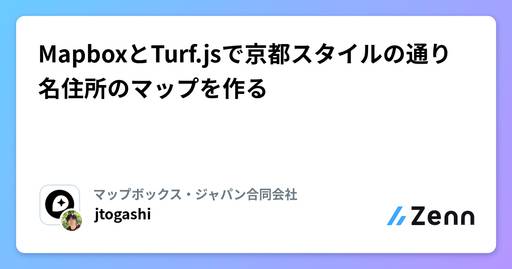 MapboxとTurf.jsで京都スタイルの通り
名住所のマップを作る
マップボックス・ジャパン合同会社
jtogashi
Zenn